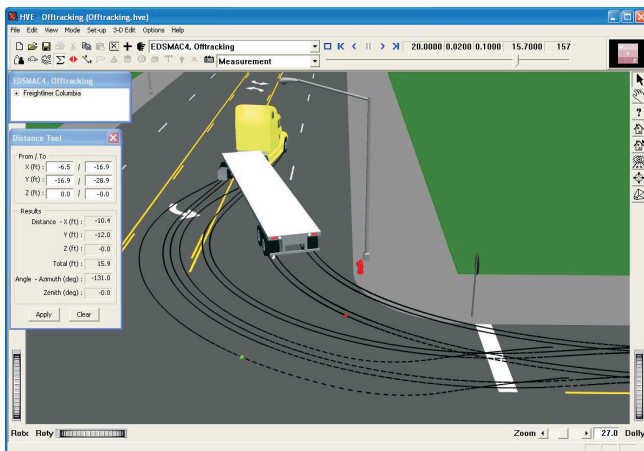 HVE - Offtracking (Offtracking.hve)
File Edit View Mode Set-up 3-D Edit Options Help
EDSMAC4, Offtracking
20.0000 0.0200 0.1000 15.7000 157
Measurement
EDSMAC4, Offtracking
Freightliner Columbia
Distance Tool
From / To
X (ft) : -6.5 / -16.9
Y (ft) : -16.9 / -28.9
Z (ft) : 0.0 / -0.0
Results
Distance - X (ft) : -10.4
Y (ft) : -12.0
Z (ft) : -0.0
Total (ft) : 15.9
Angle - Azimuth (deg) : -131.0
Zenith (deg) : -0.0
Apply Clear
Rotx Roty
Zoom 27.0 Dolly